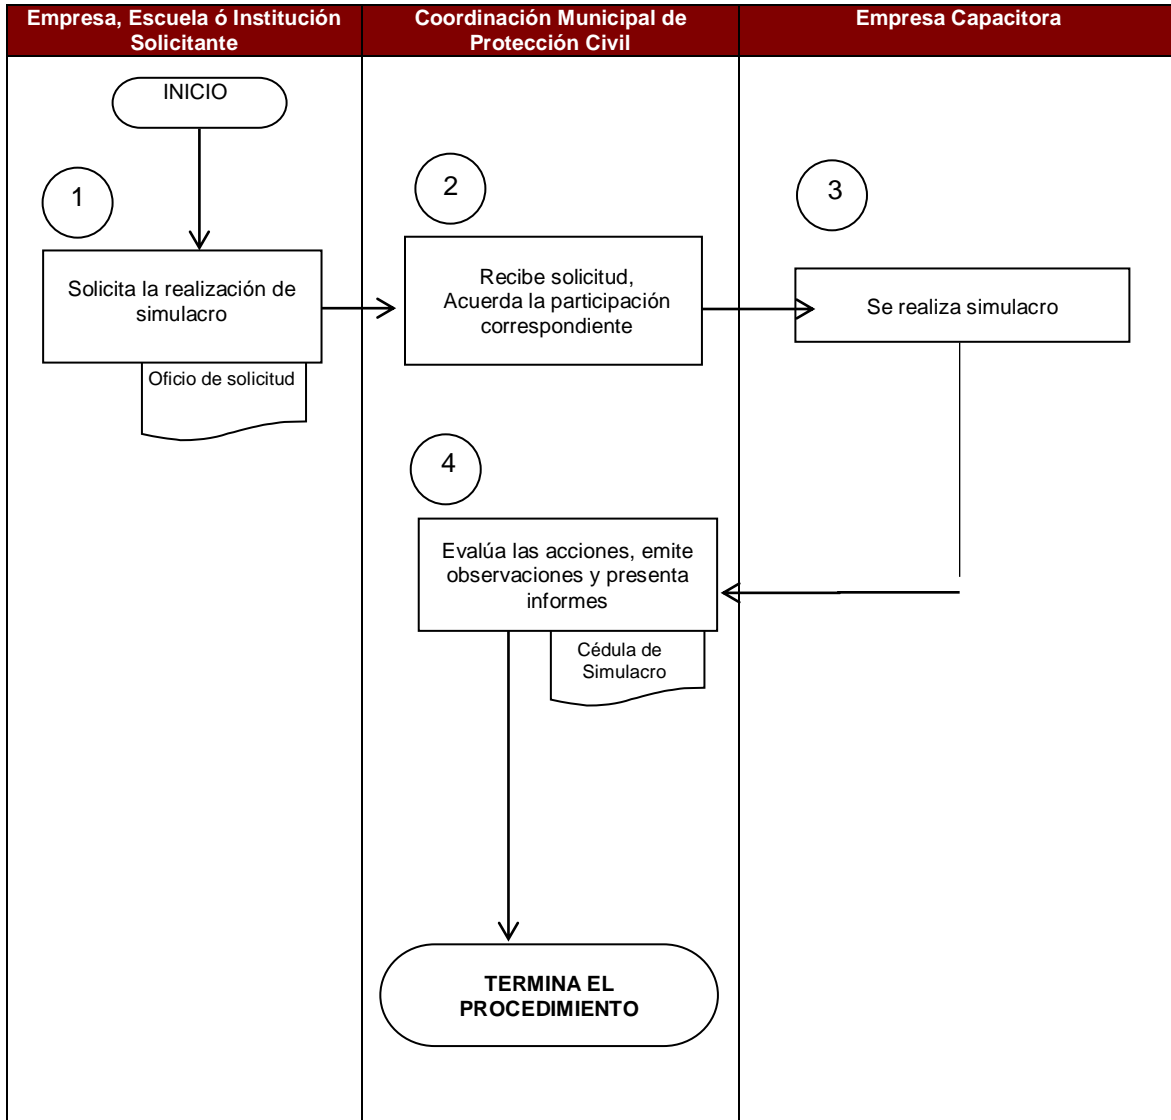 Empresa, Escuela ó Institución
Solicitante
Coordinación Municipal de
Protección Civil
Empresa Capacitora
INICIO
1
2
3
Solicita la realización de
simulacro
Oficio de solicitud
Recibe solicitud,
Acuerda la participación
correspondiente
Se realiza simulacro
4
Evalúa las acciones, emite
observaciones y presenta
informes
Cédula de
Simulacro
TERMINA EL
PROCEDIMIENTO